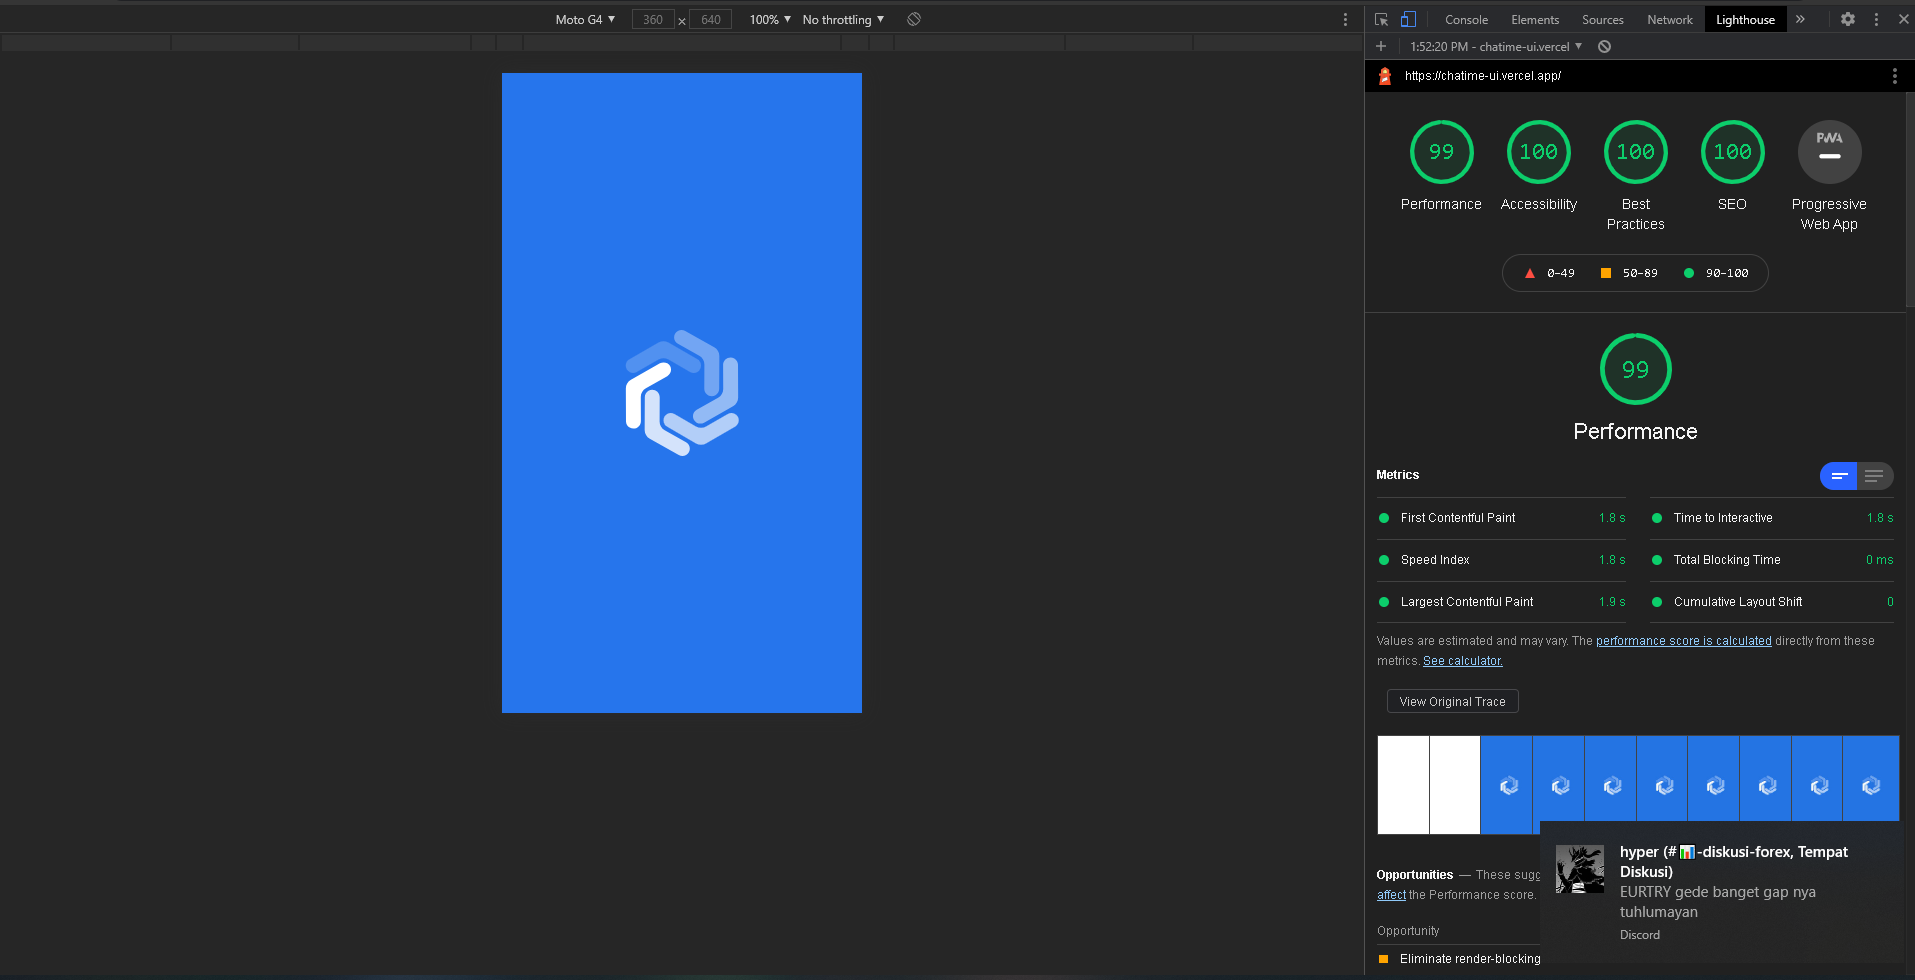 Moto G4 ▼ 360 × 640 100% ▼ No throttling ▼
Console Elements Sources Network Lighthouse »
1:52:20 PM - chatime-ui.vercel ▼
https://chatime-ui.vercel.app/
99 100 100 100 PWA
Performance Accessibility Best Practices SEO Progressive Web App
0–49 50–89 90–100
99
Performance
Metrics
First Contentful Paint 1.8 s
Time to Interactive 1.8 s
Speed Index 1.8 s
Total Blocking Time 0 ms
Largest Contentful Paint 1.9 s
Cumulative Layout Shift 0
Values are estimated and may vary. The performance score is calculated directly from these
metrics. See calculator.
View Original Trace
Opportunities — These sugg
affect the Performance score.
Opportunity
Eliminate render-blocking
hyper (#📊-diskusi-forex, Tempat
Diskusi)
EURTRY gede banget gap nya
tuhlumayan
Discord